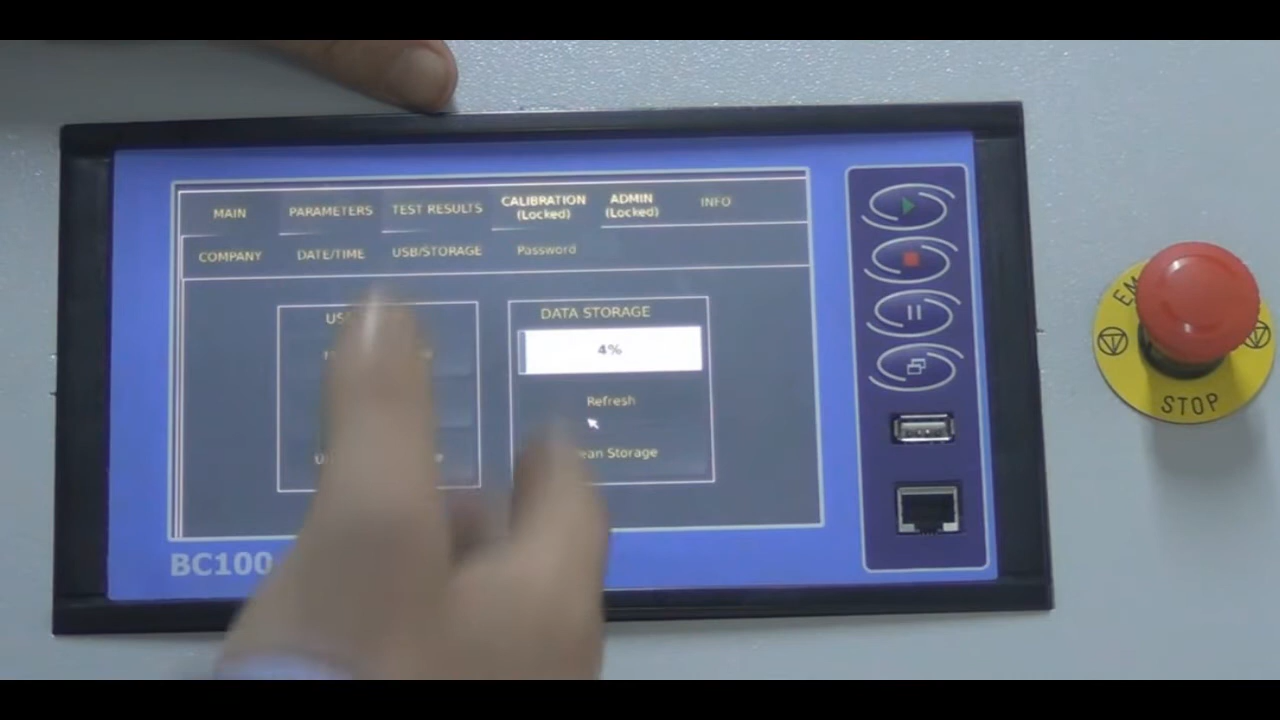 MAIN PARAMETERS TEST RESULTS CALIBRATION (Locked) ADMIN (Locked) INFO
COMPANY DATE/TIME USB/STORAGE Password
DATA STORAGE
4%
Refresh
Storage
BC100
STOP